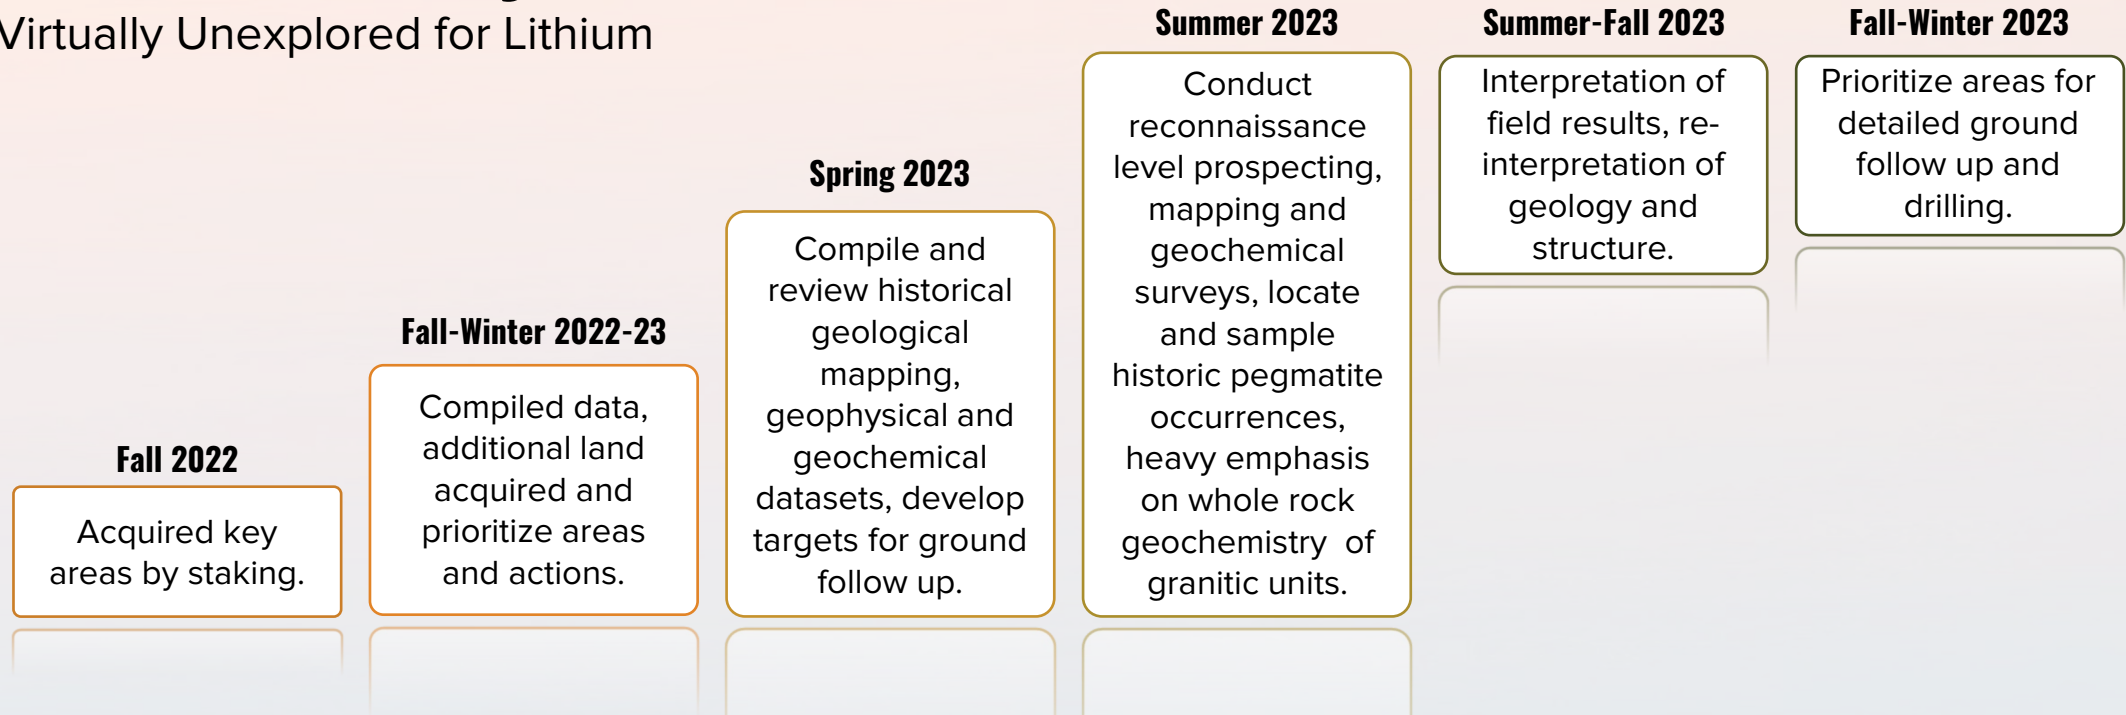 Virtually Unexplored for Lithium
Fall 2022
Acquired key
areas by staking.
Fall-Winter 2022-23
Compiled data,
additional land
acquired and
prioritize areas
and actions.
Spring 2023
Compile and
review historical
geological
mapping,
geophysical and
geochemical
datasets, develop
targets for ground
follow up.
Summer 2023
Conduct
reconnaissance
level prospecting,
mapping and
geochemical
surveys, locate
and sample
historic pegmatite
occurrences,
heavy emphasis
on whole rock
geochemistry  of
granitic units.
Summer-Fall 2023
Interpretation of
field results, re-
interpretation of
geology and
structure.
Fall-Winter 2023
Prioritize areas for
detailed ground
follow up and
drilling.